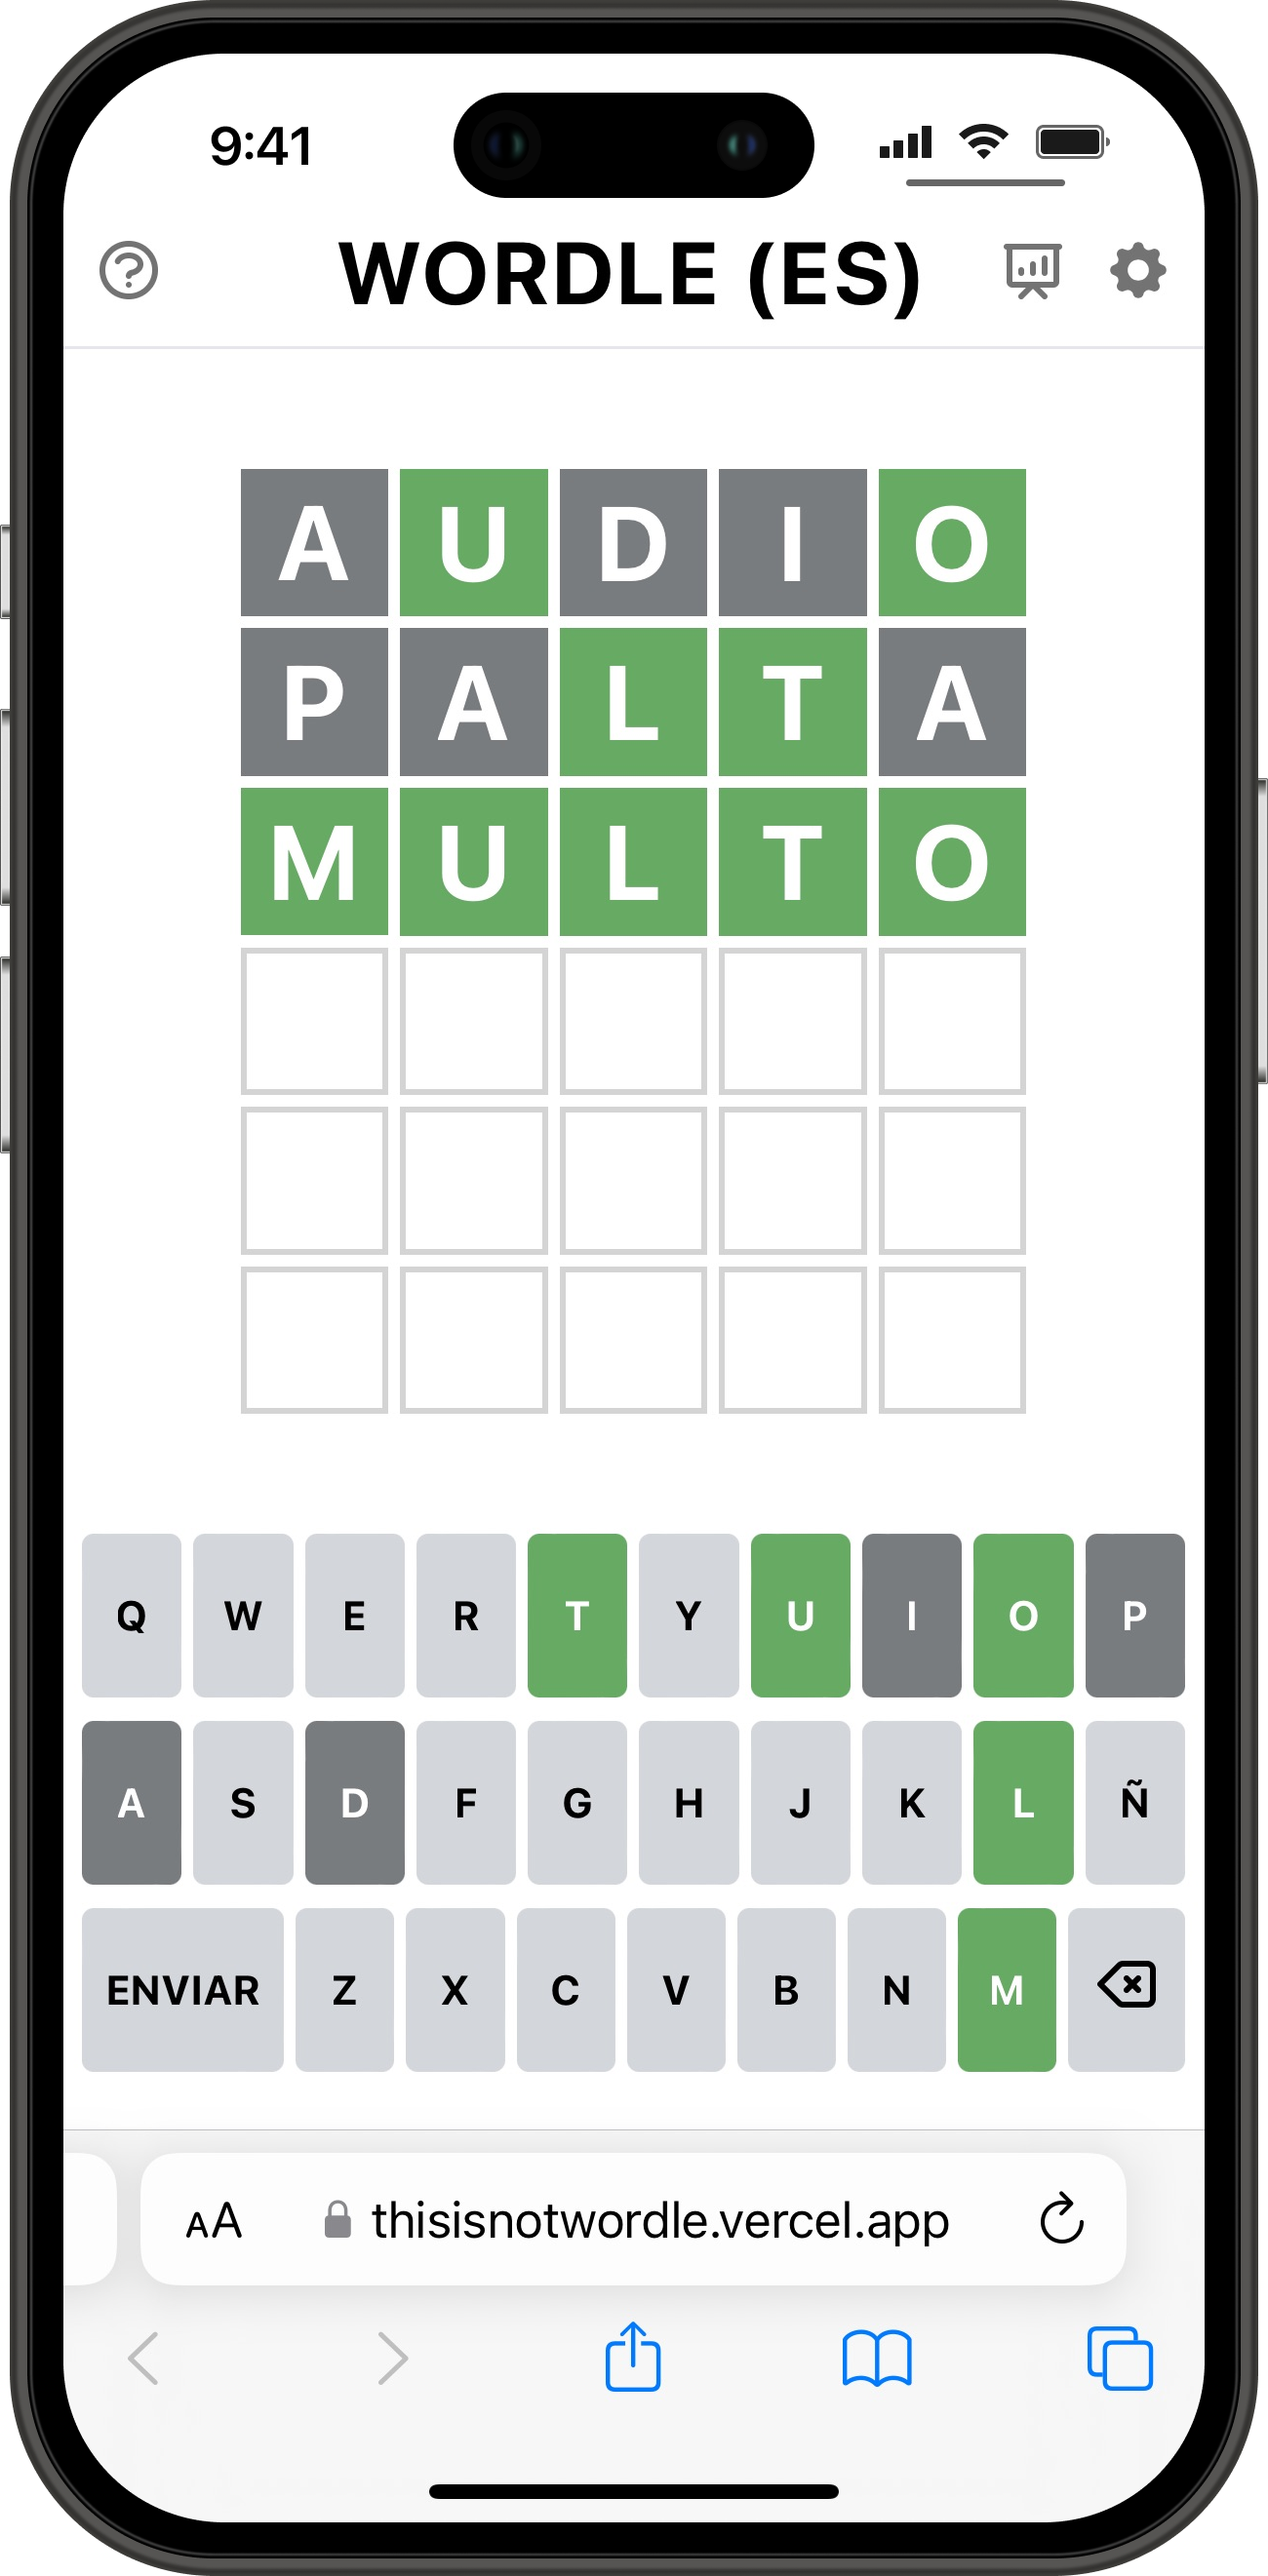 9:41
WORDLE (ES)
A U D I O
P A L T A
M U L T O
Q W E R T Y U I O P
A S D F G H J K L Ñ
ENVIAR Z X C V B N M
AA thisisnotwordle.vercel.app